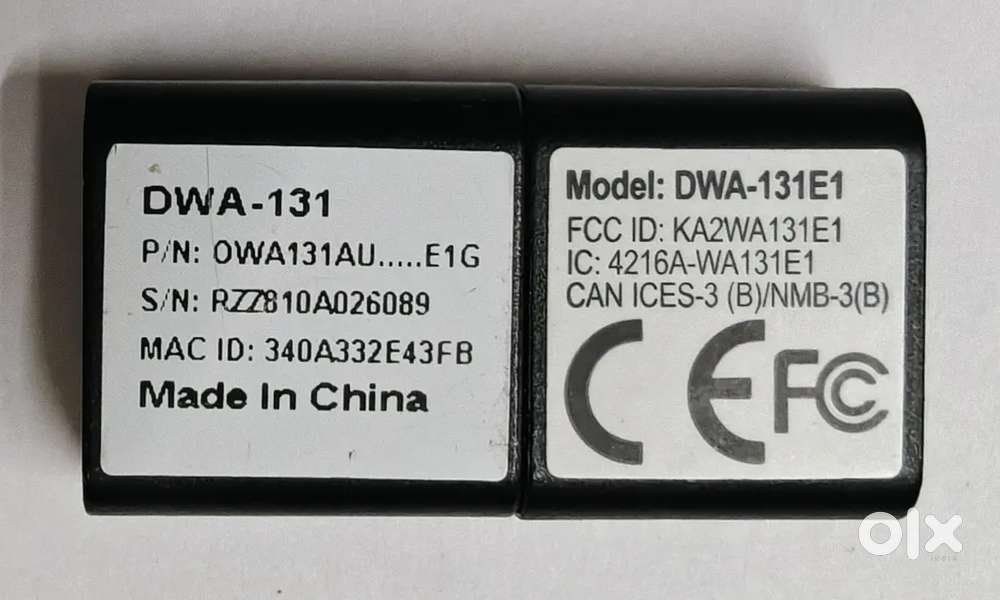 DWA-131
P/N: 0WA131AU.....E1G
S/N: RZZ810A026089
MAC ID: 340A332E43FB
Made In China
Model: DWA-131E1
FCC ID: KA2WA131E1
IC: 4216A-WA131E1
CAN ICES-3 (B)/NMB-3(B)
CE FC
olx